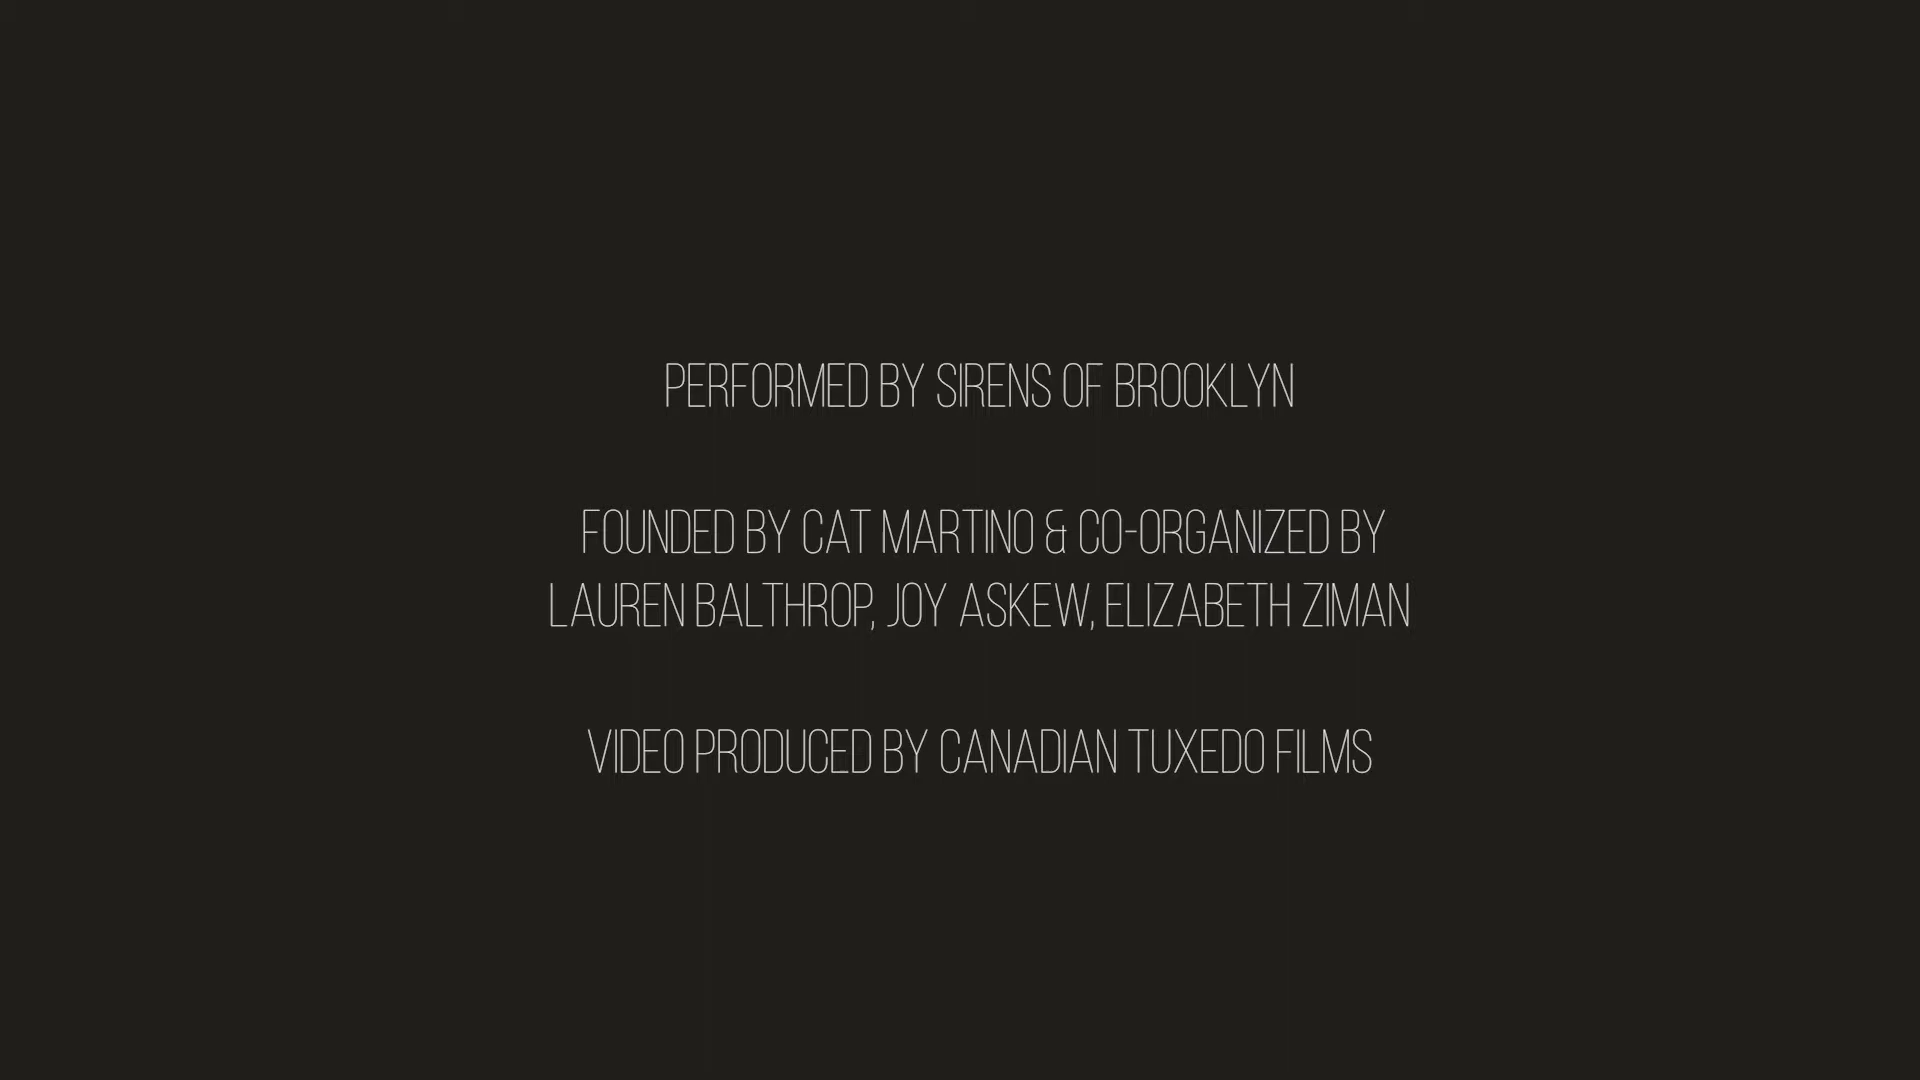 PERFORMED BY SIRENS OF BROOKLYN
FOUNDED BY CAT MARTINO & CO-ORGANIZED BY
LAUREN BALTHROP, JOY ASKEW, ELIZABETH ZIMAN
VIDEO PRODUCED BY CANADIAN TUXEDO FILMS